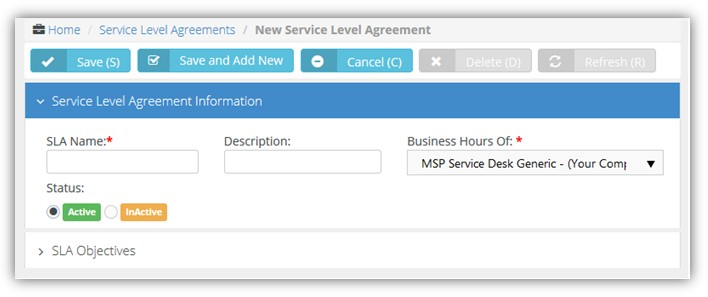 Home / Service Level Agreements / New Service Level Agreement
Save (S) Save and Add New Cancel (C) Delete (D) Refresh (R)
Service Level Agreement Information
SLA Name:* Description: Business Hours Of: *
MSP Service Desk Generic - (Your Comp
Status:
Active InActive
SLA Objectives